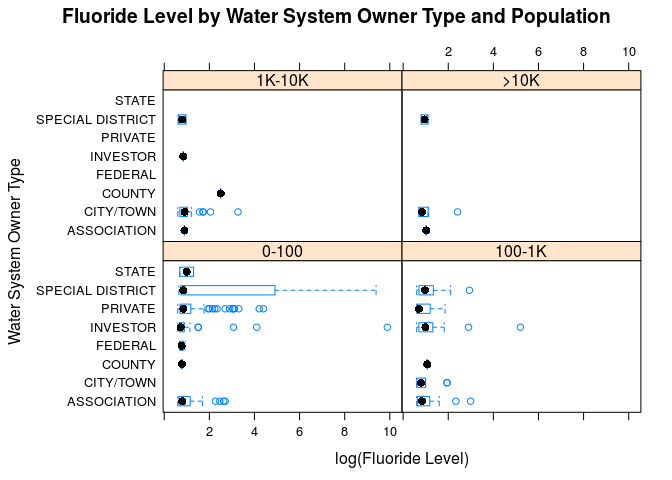 Fluoride Level by Water System Owner Type and Population
2 4 6 8 10
1K-10K >10K
STATE
SPECIAL DISTRICT
PRIVATE
INVESTOR
FEDERAL
COUNTY
CITY/TOWN
ASSOCIATION
0-100 100-1K
STATE
SPECIAL DISTRICT
PRIVATE
INVESTOR
FEDERAL
COUNTY
CITY/TOWN
ASSOCIATION
Water System Owner Type
2 4 6 8 10
log(Fluoride Level)